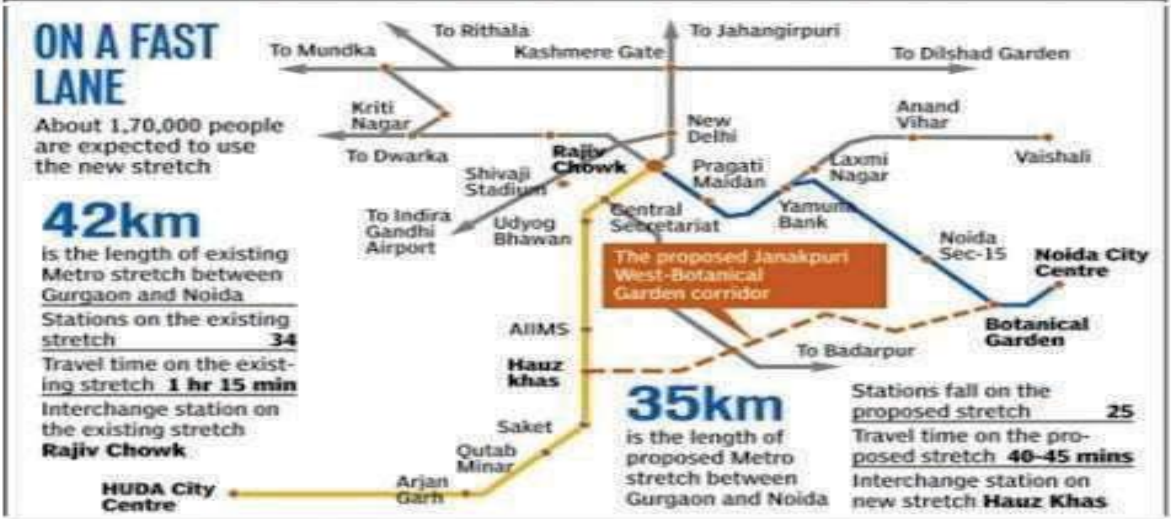 ON A FAST
LANE
About 1,70,000 people
are expected to use
the new stretch
42km
is the length of existing
Metro stretch between
Gurgaon and Noida
Stations on the existing
stretch 34
Travel time on the exist-
ing stretch 1 hr 15 min
Interchange station on
the existing stretch
Rajiv Chowk
To Rithala
To Jahangirpuri
To Mundka
Kashmere Gate
To Dilshad Garden
Kriti
Nagar
New
Delhi
Anand
Vihar
To Dwarka
Rajiv
Chowk
Vaishali
Shivaji
Stadium
Pragati
Maidan
Laxmi
Nagar
To Indira
Gandhi
Airport
Udyog
Bhawan
Central
Secretariat
Yamuna
Bank
Noida
Sec-15
Noida City
Centre
The proposed Janakpuri
West-Botanical
Garden corridor
AIIMS
Botanical
Garden
To Badarpur
Hauz
khas
Saket
Qutab
Minar
Arjan
Garh
HUDA City
Centre
35km
is the length of
proposed Metro
stretch between
Gurgaon and Noida
Stations fall on the
proposed stretch 25
Travel time on the pro-
posed stretch 40-45 mins
Interchange station on
new stretch Hauz Khas